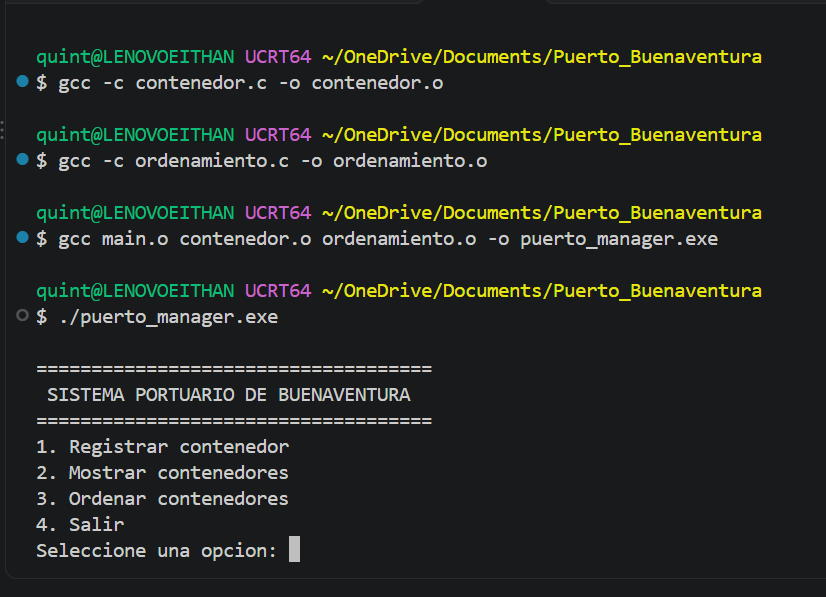 quint@LENOVOEITHAN UCRT64 ~/OneDrive/Documents/Puerto_Buenaventura
$ gcc -c contenedor.c -o contenedor.o
quint@LENOVOEITHAN UCRT64 ~/OneDrive/Documents/Puerto_Buenaventura
$ gcc -c ordenamiento.c -o ordenamiento.o
quint@LENOVOEITHAN UCRT64 ~/OneDrive/Documents/Puerto_Buenaventura
$ gcc main.o contenedor.o ordenamiento.o -o puerto_manager.exe
quint@LENOVOEITHAN UCRT64 ~/OneDrive/Documents/Puerto_Buenaventura
$ ./puerto_manager.exe
====================================
SISTEMA PORTUARIO DE BUENAVENTURA
====================================
1. Registrar contenedor
2. Mostrar contenedores
3. Ordenar contenedores
4. Salir
Seleccione una opcion: